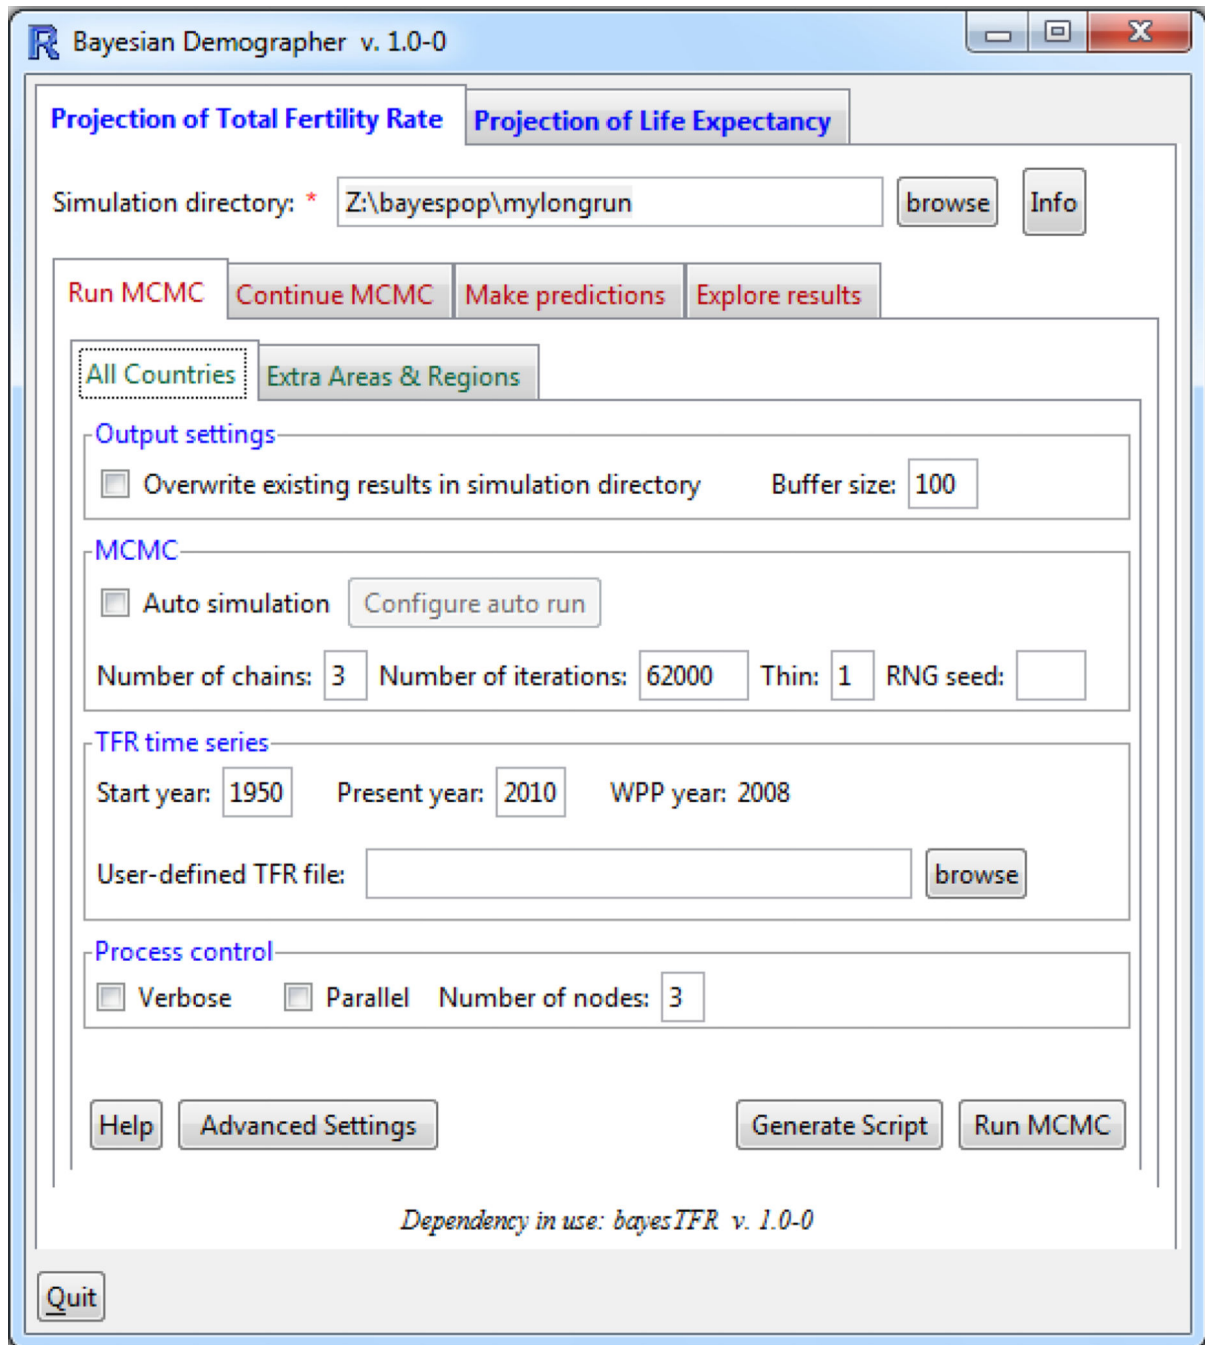 Bayesian Demographer v. 1.0-0
Projection of Total Fertility Rate Projection of Life Expectancy
Simulation directory: * Z:\bayespop\mylongrun browse Info
Run MCMC Continue MCMC Make predictions Explore results
All Countries Extra Areas & Regions
Output settings
Overwrite existing results in simulation directory Buffer size: 100
MCMC
Auto simulation Configure auto run
Number of chains: 3 Number of iterations: 62000 Thin: 1 RNG seed:
TFR time series
Start year: 1950 Present year: 2010 WPP year: 2008
User-defined TFR file: browse
Process control
Verbose Parallel Number of nodes: 3
Help Advanced Settings Generate Script Run MCMC
Dependency in use: bayesTFR v. 1.0-0
Quit